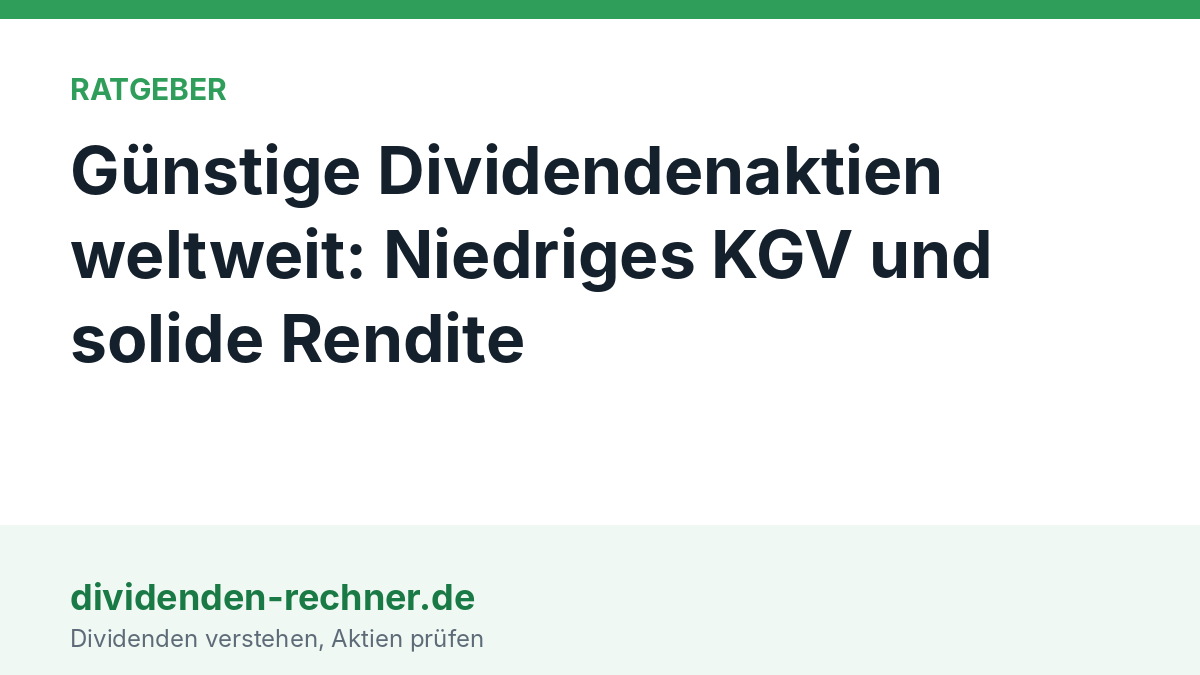 RATGEBER
Günstige Dividendenaktien
weltweit: Niedriges KGV und
solide Rendite
dividenden-rechner.de
Dividenden verstehen, Aktien prüfen